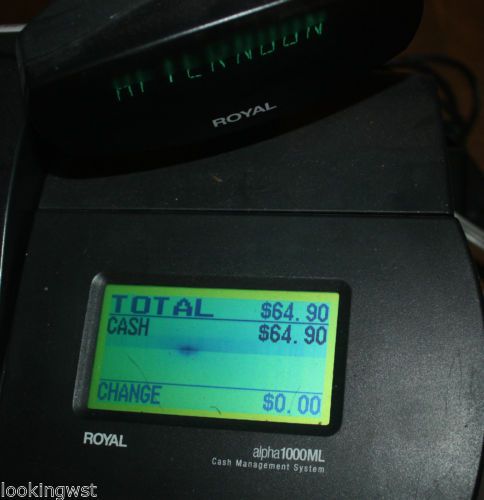 AFTERNOON
ROYAL
TOTAL $64.90
CASH $64.90
CHANGE $0.00
ROYAL alpha1000ML
Cash Management System
lookingwst